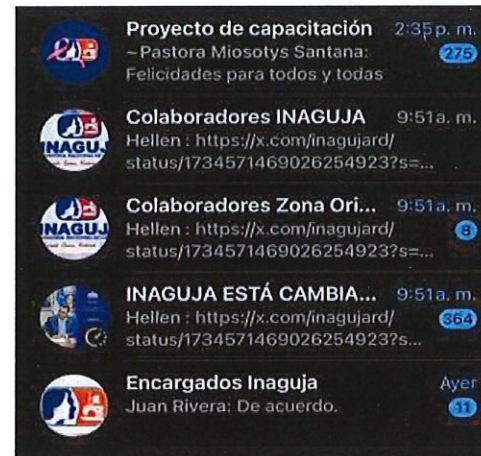 Proyecto de capacitación 2:35 p. m.
~Pastora Miosotys Santana: 275
Felicidades para todos y todas
Colaboradores INAGUJA 9:51 a. m.
Hellen : https://x.com/inagujard/
status/1734571469026254923?s=...
INAGUJ
Colaboradores Zona Ori... 9:51 a. m.
Hellen : https://x.com/inagujard/ 8
status/1734571469026254923?s=...
INAGUJ
INAGUJA ESTÁ CAMBIA... 9:51 a. m.
Hellen : https://x.com/inagujard/ 364
status/1734571469026254923?s...
Encargados Inaguja Ayer
Juan Rivera: De acuerdo. 11